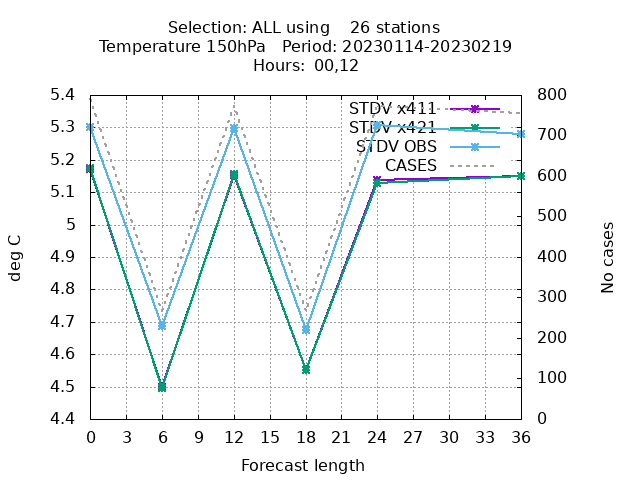 Selection: ALL using    26 stations
Temperature 150hPa   Period: 20230114-20230219
Hours:  00,12
STDV x411
STDV x421
STDV OBS
CASES
5.4
5.3
5.2
5.1
5
4.9
4.8
4.7
4.6
4.5
4.4
800
700
600
500
400
300
200
100
0
deg C
No cases
0 3 6 9 12 15 18 21 24 27 30 33 36
Forecast length